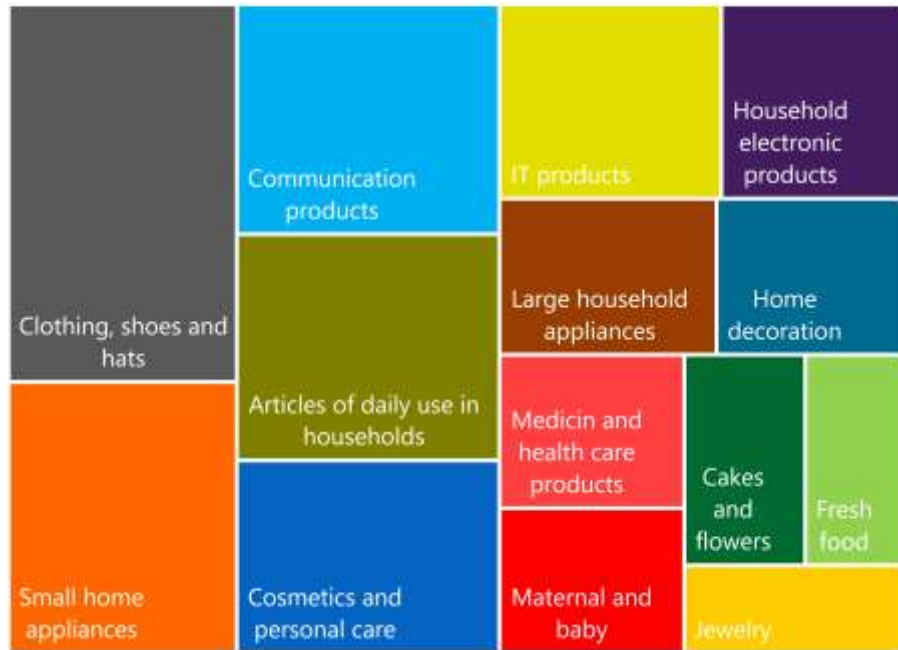 Clothing, shoes and
hats
Small home
appliances
Communication
products
Articles of daily use in
households
Cosmetics and
personal care
IT products
Household
electronic
products
Large household
appliances
Home
decoration
Medicin and
health care
products
Maternal and
baby
Cakes
and
flowers
Fresh
food
Jewelry